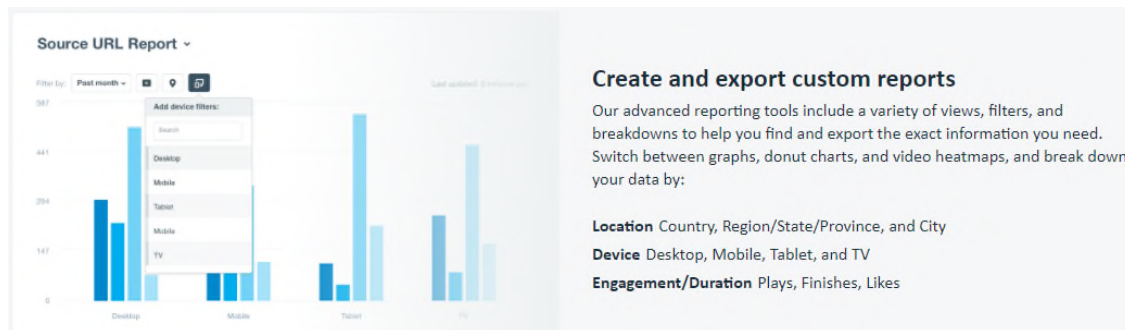 Source URL Report
Filter by: Past month
Last updated:
587
Add device filters:
Search
441
Desktop
Mobile
294
Tablet
Mobile
147
TV
0
Desktop Mobile Tablet TV
Create and export custom reports
Our advanced reporting tools include a variety of views, filters, and
breakdowns to help you find and export the exact information you need.
Switch between graphs, donut charts, and video heatmaps, and break down
your data by:
Location Country, Region/State/Province, and City
Device Desktop, Mobile, Tablet, and TV
Engagement/Duration Plays, Finishes, Likes